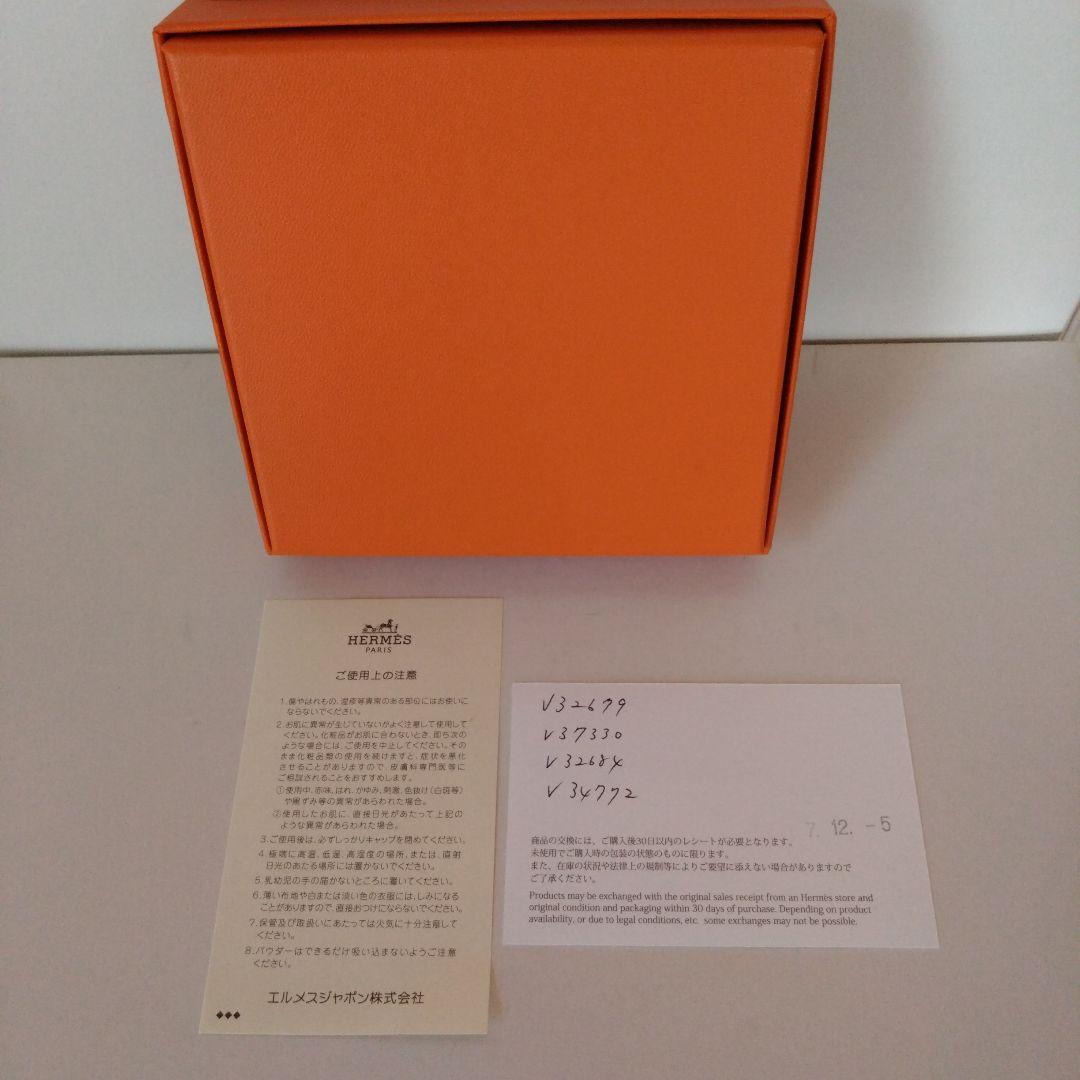 HERMÈS
PARIS
ご使用上の注意
1.傷やはれもの、湿疹等異常のある部位にはお使いに
ならないでください。
2.お肌に異常が生じていないかよく注意して使用して
ください。化粧品がお肌に合わないとき、即ち次の
ような場合には、ご使用を中止してください。その
まま化粧品類の使用を続けますと、症状を悪化
させることがありますので、皮膚科専門医等に
ご相談されることをおすすめします。
①使用中、赤味、はれ、かゆみ、刺激、色抜け(白斑等)
や黒ずみ等の異常があらわれた場合。
②使用したお肌に、直接日光があたって上記の
ような異常があらわれた場合。
3.ご使用後は、必ずしっかりキャップを閉めてください。
4.極端に高温、低温、高湿度の場所、または、直射
日光のあたる場所には置かないでください。
5.乳幼児の手の届かないところに置いてください。
6.薄い布地や白または淡い色の衣服には、しみになる
ことがありますので、直接おつけにならないでください。
7.保管及び取扱いにあたっては火気に十分注意して
ください。
8.パウダーはできるだけ吸い込まないようご注意
ください。
エルメスジャポン株式会社
◆◆◆
V32679
V37330
V32684
V34772
7.12.-5
商品の交換には、ご購入後30日以内のレシートが必要となります。
未使用でご購入時の包装の状態のものに限ります。
また、在庫の状況や法律上の規制等によりご要望に添えない場合がありますので
ご了承ください。
Products may be exchanged with the original sales receipt from an Hermès store and
original condition and packaging within 30 days of purchase. Depending on product
availability, or due to legal conditions, etc. some exchanges may not be possible.